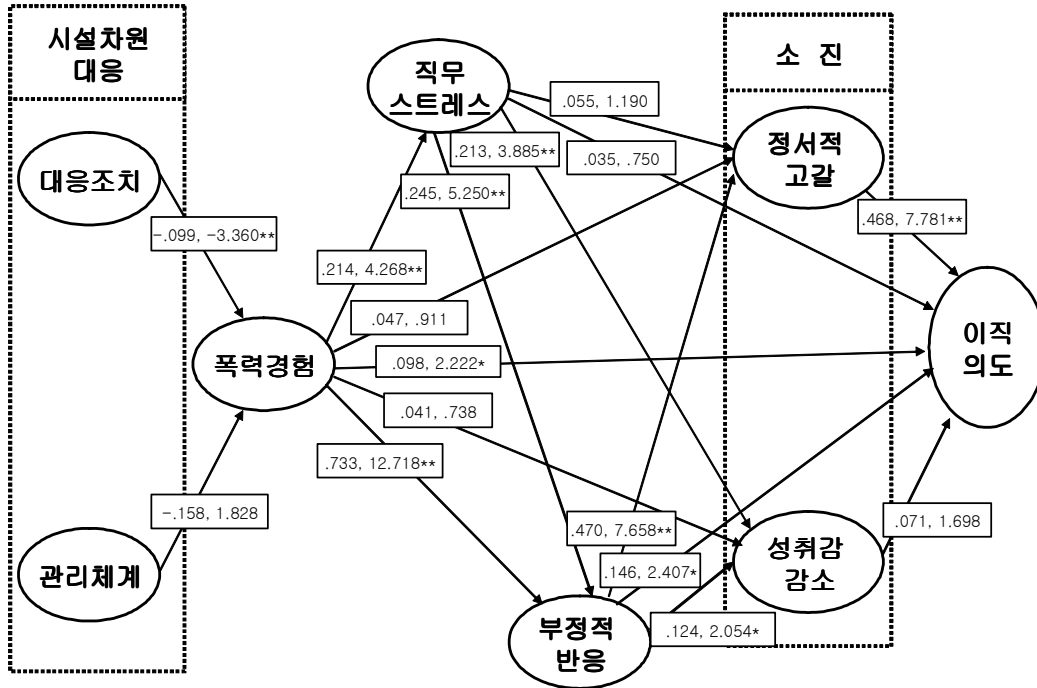 시설차원
대응
직무
스트레스
소 진
.055, 1.190
정서적
고갈
대응조치
.213, 3.885**
.035, .750
.245, 5.250**
.468, 7.781**
-.099, -3.360**
.214, 4.268**
.047, .911
이직
의도
폭력경험
.098, 2.222*
.041, .738
.733, 12.718**
-.158, 1.828
.470, 7.658**
.071, 1.698
성취감
감소
관리체계
.146, 2.407*
부정적
반응
.124, 2.054*